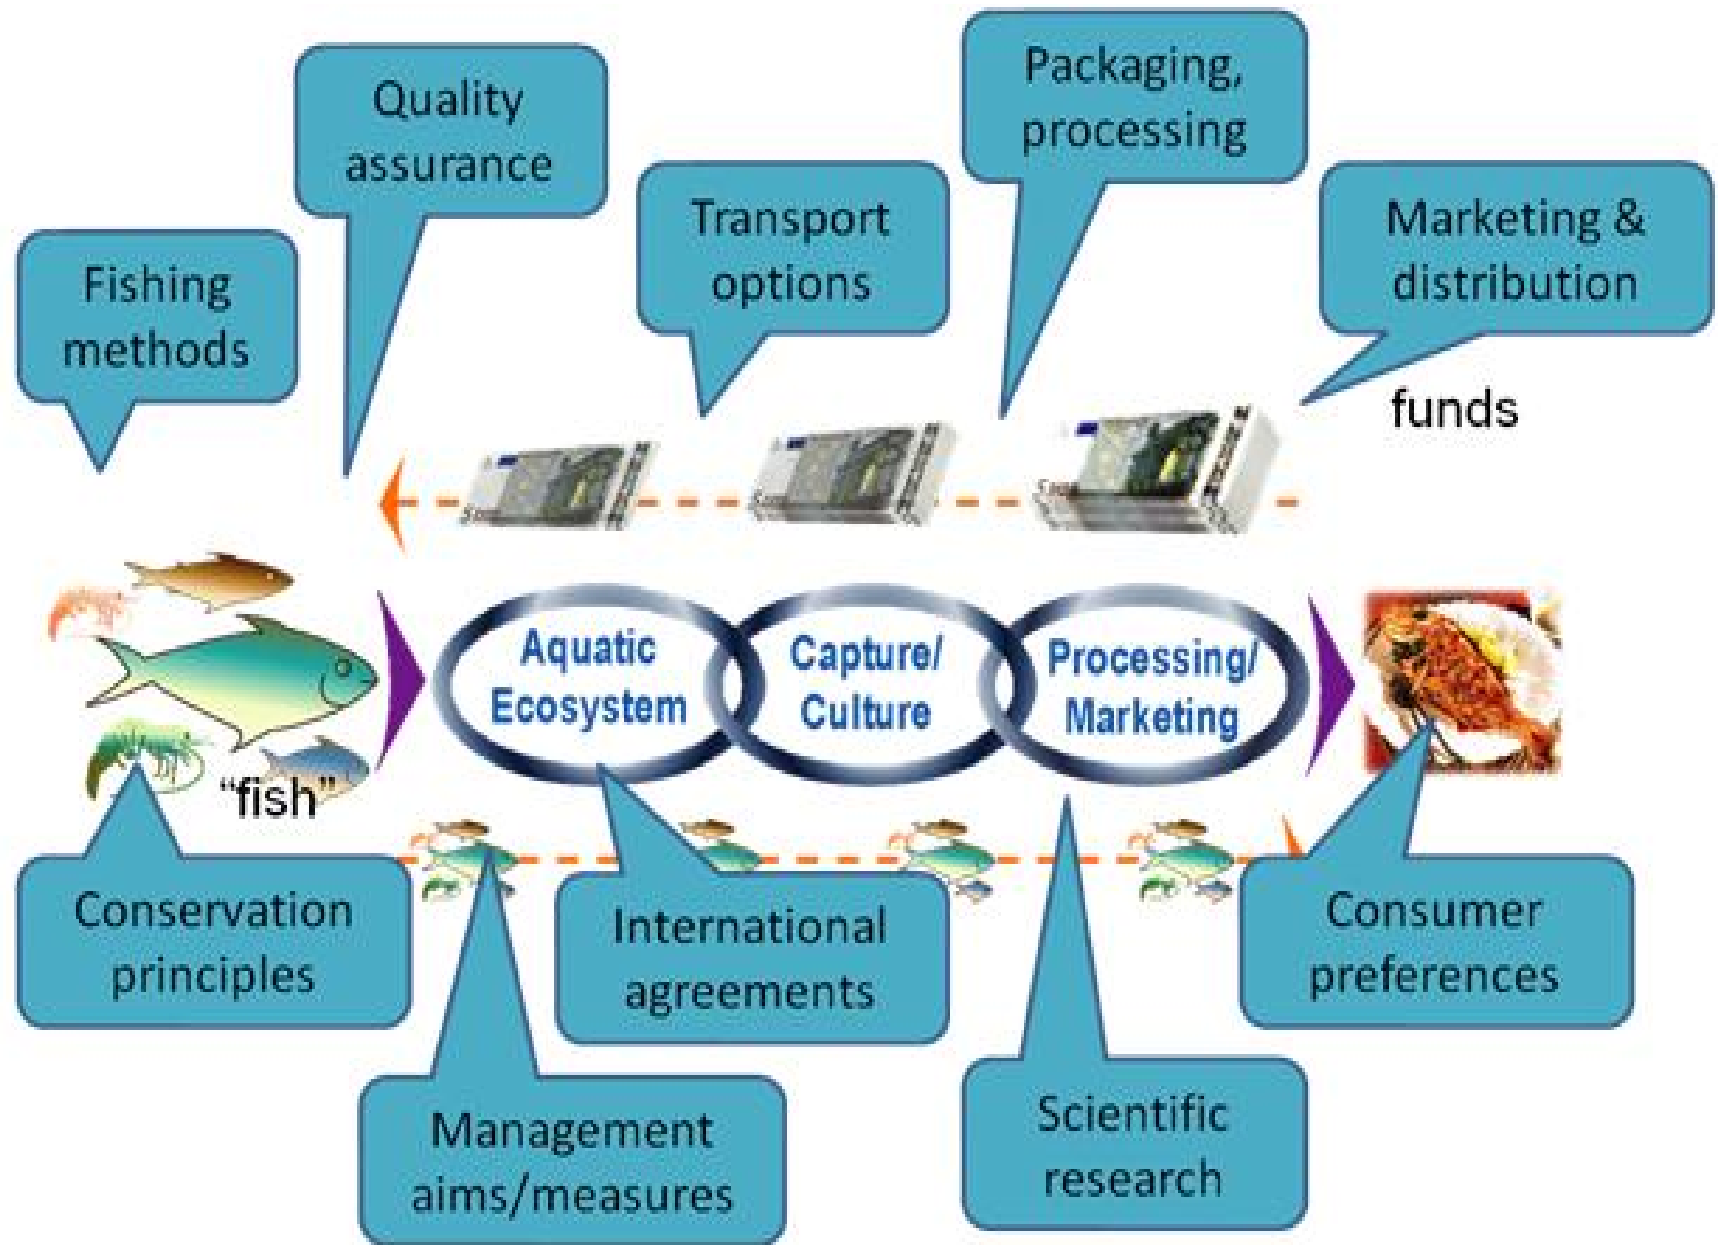 Quality
assurance
Packaging,
processing
Transport
options
Marketing &
distribution
Fishing
methods
funds
Aquatic
Ecosystem
Capture/
Culture
Processing/
Marketing
"fish"
Conservation
principles
International
agreements
Consumer
preferences
Management
aims/measures
Scientific
research